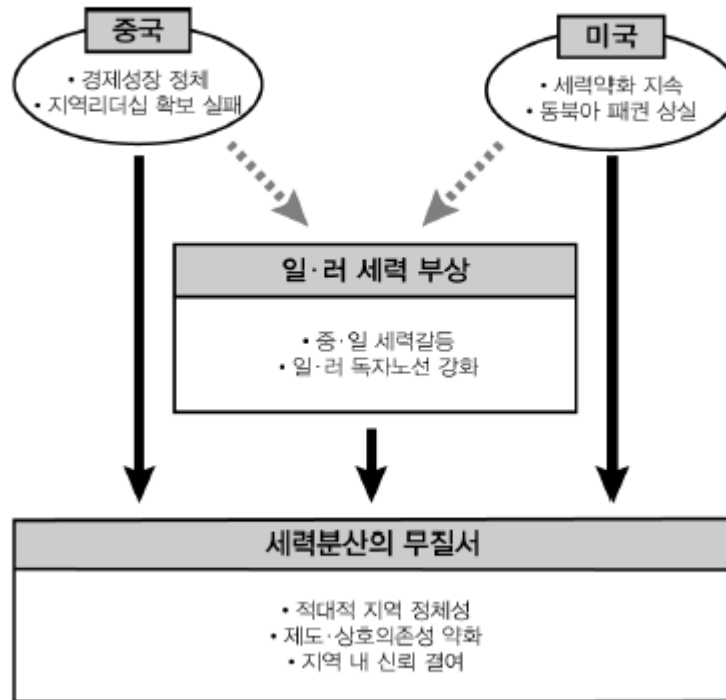 중국
• 경제성장 정체
• 지역리더십 확보 실패
미국
• 세력약화 지속
• 동북아 패권 상실
일·러 세력 부상
• 중·일 세력갈등
• 일·러 독자노선 강화
세력분산의 무질서
• 적대적 지역 정체성
• 제도·상호의존성 약화
• 지역 내 신뢰 결여